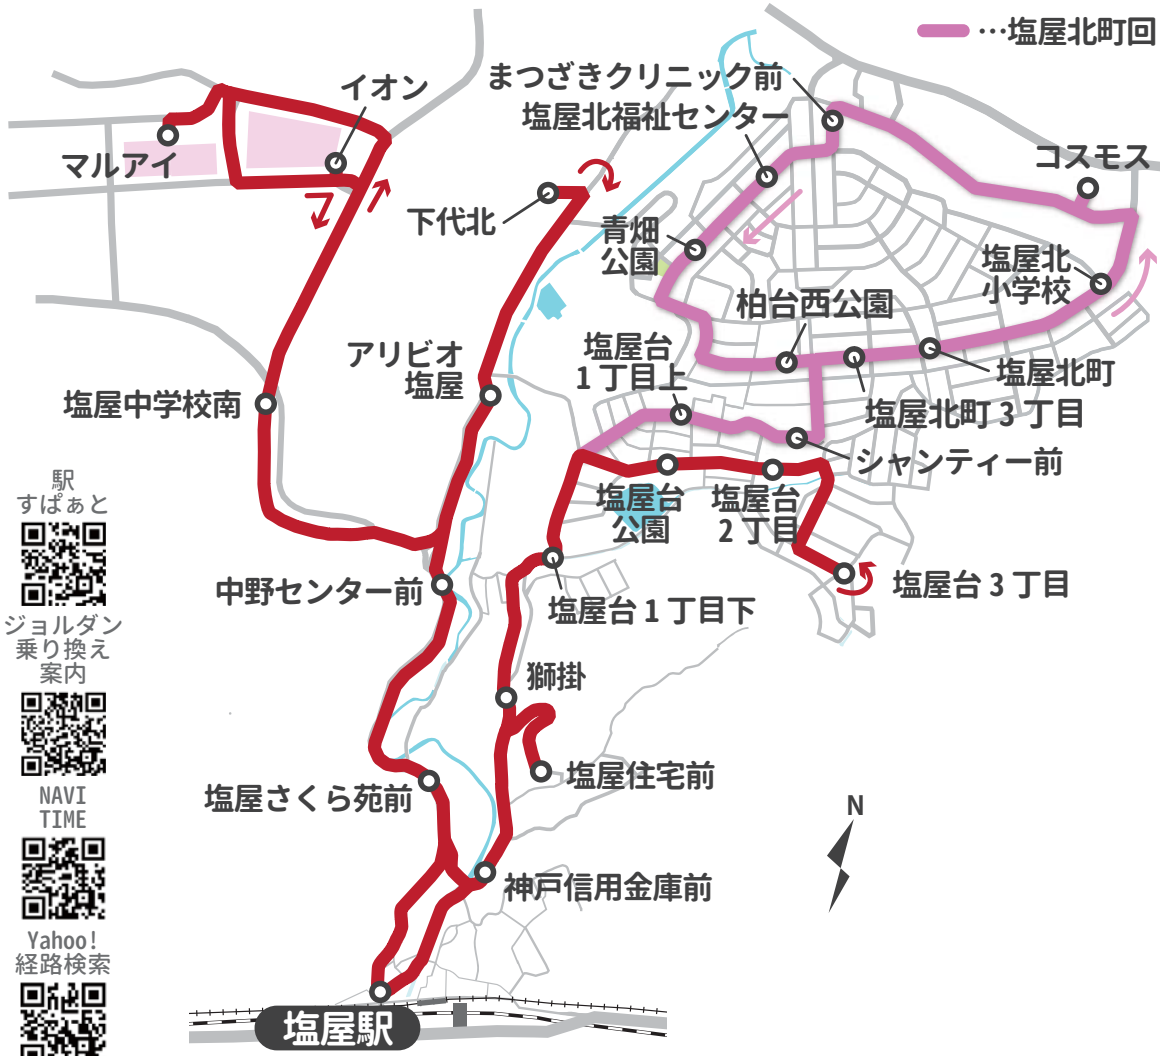 …塩屋北町回
まつざきクリニック前
塩屋北福祉センター
イオン
マルアイ
コスモス
下代北
青畑
公園
塩屋北
小学校
柏台西公園
塩屋台
1丁目上
アリビオ
塩屋
塩屋北町
塩屋中学校南
塩屋北町3丁目
シャンティー前
駅
すぱぁと
塩屋台
公園
塩屋台
2丁目
中野センター前
塩屋台1丁目下
塩屋台3丁目
ジョルダン
乗り換え
案内
獅掛
塩屋住宅前
塩屋さくら苑前
NAVI
TIME
N
神戸信用金庫前
Yahoo!
経路検索
塩屋駅